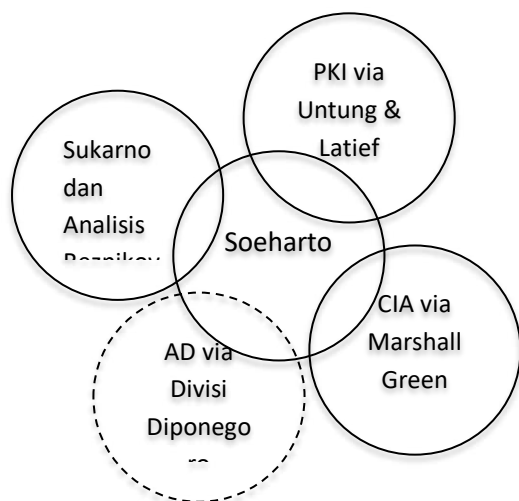 PKI via
Untung &
Latief
Sukarno
dan
Analisis
Soeharto
CIA via
Marshall
Green
AD via
Divisi
Diponego